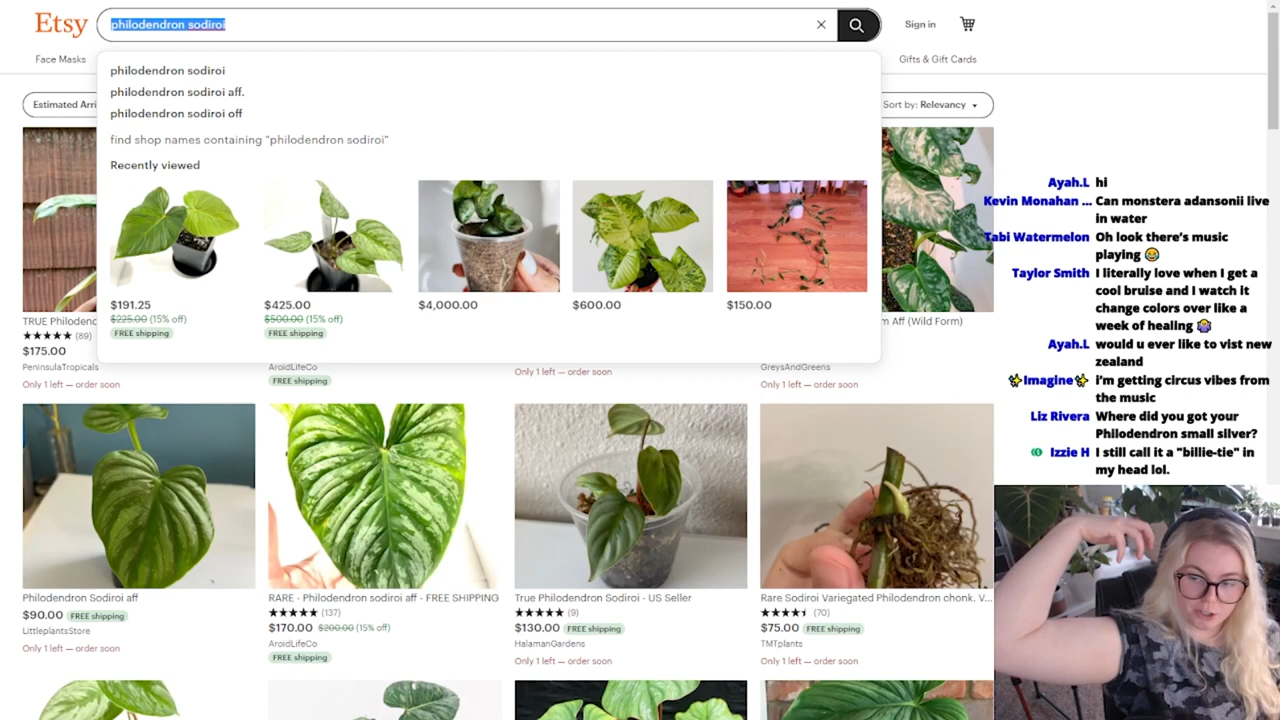 Etsy
philodendron sodiroi
Sign in
Face Masks
Gifts & Gift Cards
philodendron sodiroi
philodendron sodiroi aff.
philodendron sodiroi off
find shop names containing "philodendron sodiroi"
Recently viewed
$191.25
$225.00 (15% off)
FREE shipping
$425.00
$500.00 (15% off)
FREE shipping
$4,000.00
$600.00
$150.00
Estimated Arri
Sort by: Relevancy
TRUE Philodenc
(89)
$175.00
PeninsulaTropicals
Only 1 left — order soon
AroidLifeCo
FREE shipping
Only 1 left — order soon
m Aff (Wild Form)
GreysAndGreens
Only 1 left — order soon
Philodendron Sodiroi aff
$90.00 FREE shipping
LittleplantsStore
Only 1 left — order soon
RARE - Philodendron sodiroi aff - FREE SHIPPING
(137)
$170.00 $200.00 (15% off)
AroidLifeCo
FREE shipping
True Philodendron Sodiroi - US Seller
(9)
$130.00 FREE shipping
HalamanGardens
Only 1 left — order soon
Rare Sodiroi Variegated Philodendron chonk. V...
(70)
$75.00 FREE shipping
TMTplants
Only 1 left — order soon
Ayah.L hi
Kevin Monahan ... Can monstera adansonii live
in water
Tabi Watermelon Oh look there's music
playing 😂
Taylor Smith I literally love when I get a
cool bruise and I watch it
change colors over like a
week of healing 🤷
Ayah.L would u ever like to vist new
zealand
✨Imagine✨ i'm getting circus vibes from
the music
Liz Rivera Where did you got your
Philodendron small silver?
Izzie H I still call it a "billie-tie" in
my head lol.